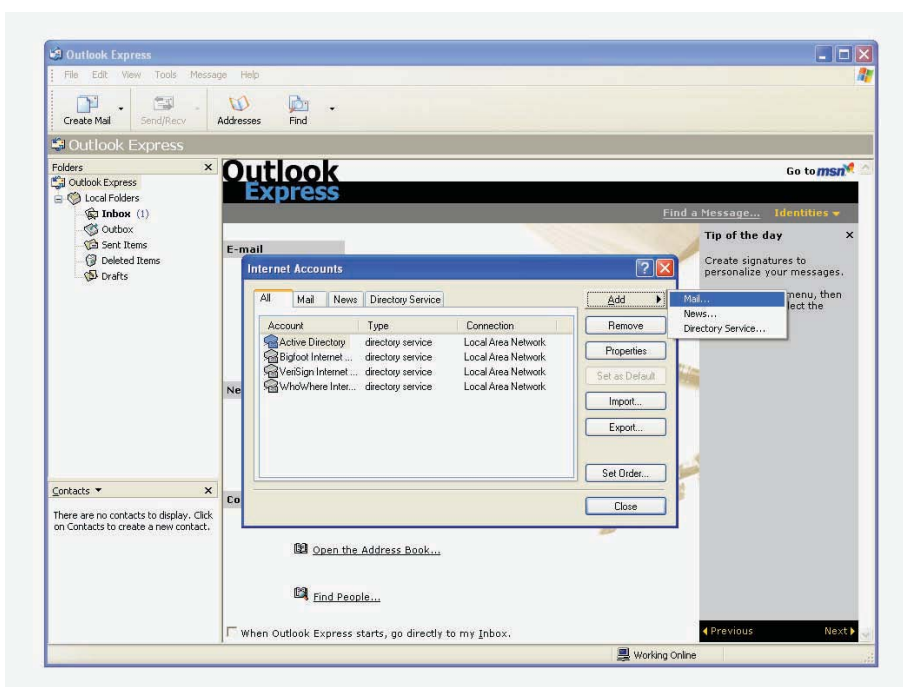 Outlook Express
File Edit View Tools Message Help
Create Mail Send/Recv Addresses Find
Outlook Express
Folders x
Outlook Express
Local Folders
Inbox (1)
Outbox
Sent Items
Deleted Items
Drafts
Contacts x
There are no contacts to display. Click
on Contacts to create a new contact.
Outlook
Express
Go to msn
Find a Message... Identities
E-mail
Ne
Co
Open the Address Book...
Find People...
When Outlook Express starts, go directly to my Inbox.
Tip of the day x
Create signatures to
personalize your messages.
menu, then
lect the
Previous Next
Internet Accounts
All Mail News Directory Service
Account Type Connection
Active Directory directory service Local Area Network
Bigfoot Internet ... directory service Local Area Network
VeriSign Internet ... directory service Local Area Network
WhoWhere Inter... directory service Local Area Network
Add
Remove
Properties
Set as Default
Import...
Export...
Set Order...
Close
Mail...
News...
Directory Service...
Working Online